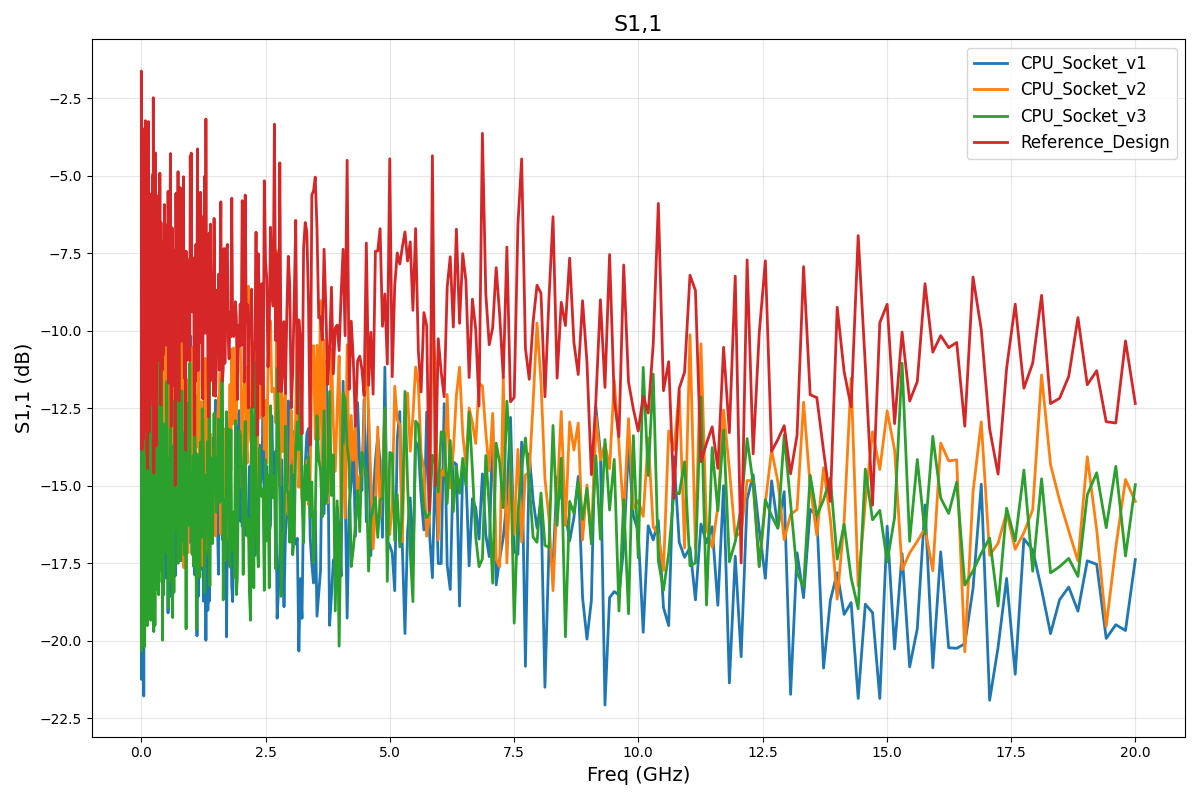 S1,1
CPU_Socket_v1
CPU_Socket_v2
CPU_Socket_v3
Reference_Design
S1,1 (dB)
−2.5
−5.0
−7.5
−10.0
−12.5
−15.0
−17.5
−20.0
−22.5
0.0 2.5 5.0 7.5 10.0 12.5 15.0 17.5 20.0
Freq (GHz)